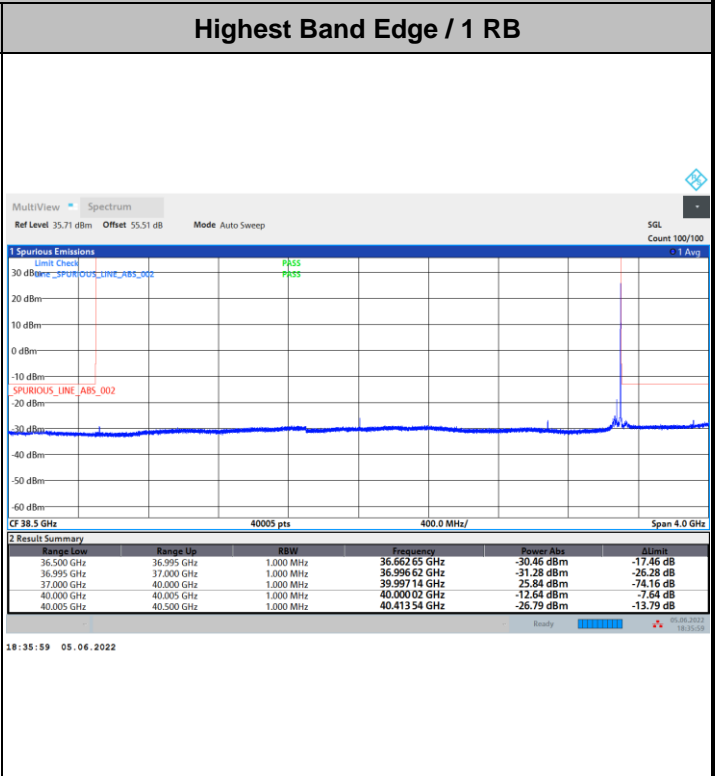 Highest Band Edge / 1 RB
MultiView Spectrum
Ref Level 35.71 dBm Offset 55.51 dB Mode Auto Sweep SGL
Count 100/100
1 Spurious Emissions 1 Avg
Limit Check PASS
30 dBm Line _SPURIOUS_LINE_ABS_002 PASS
20 dBm
10 dBm
0 dBm
-10 dBm
_SPURIOUS_LINE_ABS_002
-20 dBm
-30 dBm
-40 dBm
-50 dBm
-60 dBm
CF 38.5 GHz 40005 pts 400.0 MHz/ Span 4.0 GHz
2 Result Summary
Range Low Range Up RBW Frequency Power Abs ΔLimit
36.500 GHz 36.995 GHz 1.000 MHz 36.662 65 GHz -30.46 dBm -17.46 dB
36.995 GHz 37.000 GHz 1.000 MHz 36.996 62 GHz -31.28 dBm -26.28 dB
37.000 GHz 40.000 GHz 1.000 MHz 39.997 14 GHz 25.84 dBm -74.16 dB
40.000 GHz 40.005 GHz 1.000 MHz 40.000 02 GHz -12.64 dBm -7.64 dB
40.005 GHz 40.500 GHz 1.000 MHz 40.413 54 GHz -26.79 dBm -13.79 dB
Ready 05.06.2022
18:35:59
18:35:59 05.06.2022